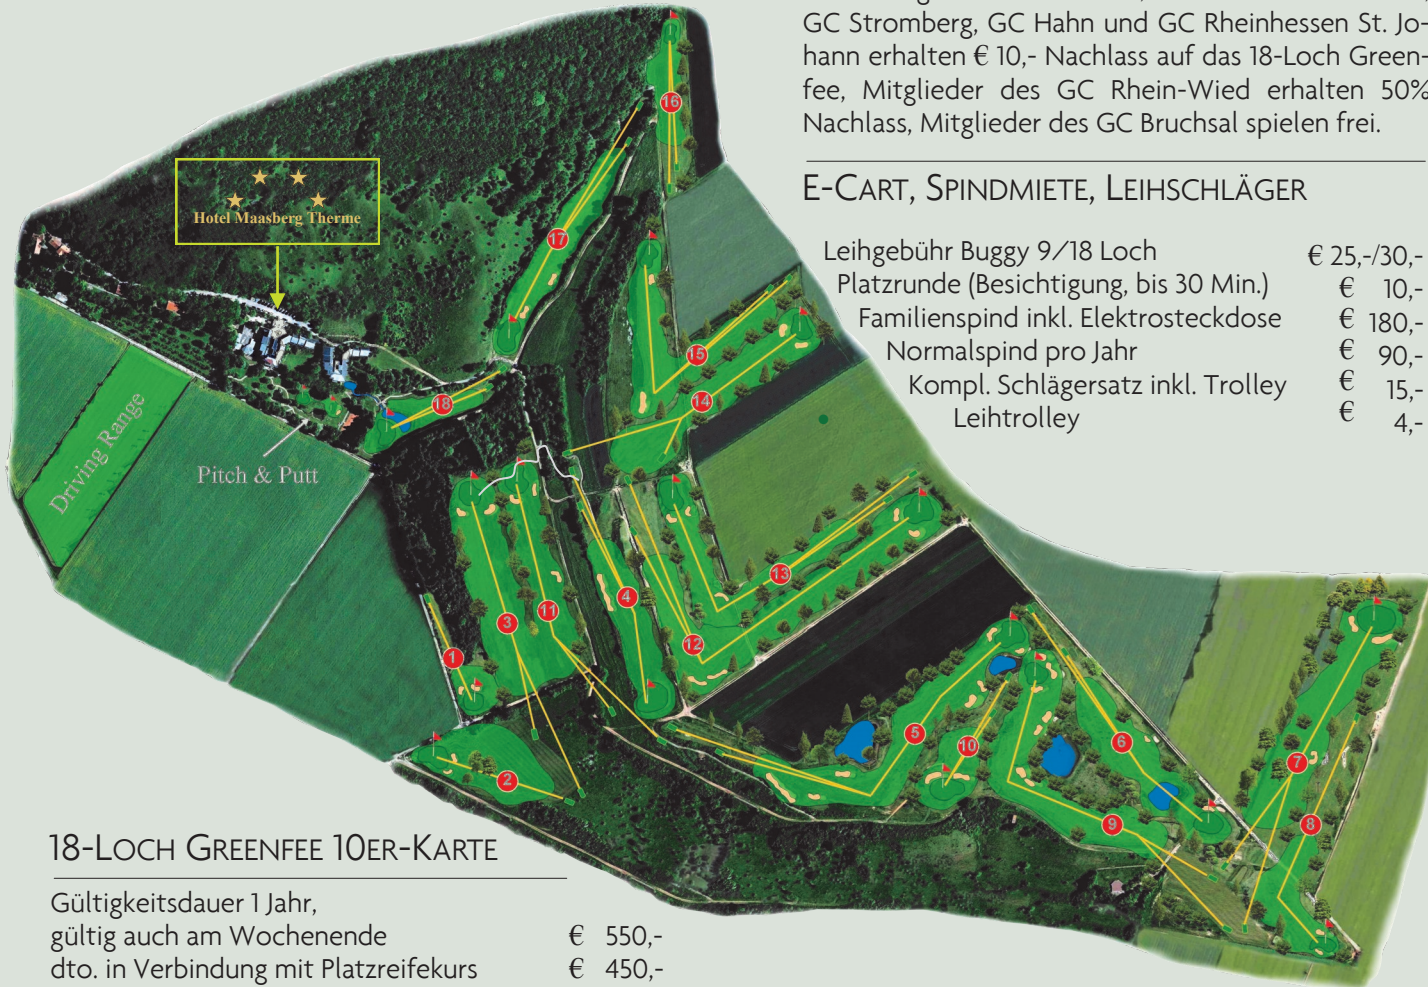 GC Stromberg, GC Hahn und GC Rheinhessen St. Jo-
hann erhalten € 10,- Nachlass auf das 18-Loch Green-
fee, Mitglieder des GC Rhein-Wied erhalten 50%
Nachlass, Mitglieder des GC Bruchsal spielen frei.
E-Cart, Spindmiete, Leihschläger
Leihgebühr Buggy 9/18 Loch € 25,-/30,-
Platzrunde (Besichtigung, bis 30 Min.) € 10,-
Familienspind inkl. Elektrosteckdose € 180,-
Normalspind pro Jahr € 90,-
Kompl. Schlägersatz inkl. Trolley € 15,-
Leihtrolley € 4,-
Hotel Maasberg Therme
Driving Range
Pitch & Putt
16
17
15
18
14
13
4
11
3
12
1
5
10
6
2
7
9
8
18-Loch Greenfee 10er-Karte
Gültigkeitsdauer 1 Jahr,
gültig auch am Wochenende € 550,-
dto. in Verbindung mit Platzreifekurs € 450,-